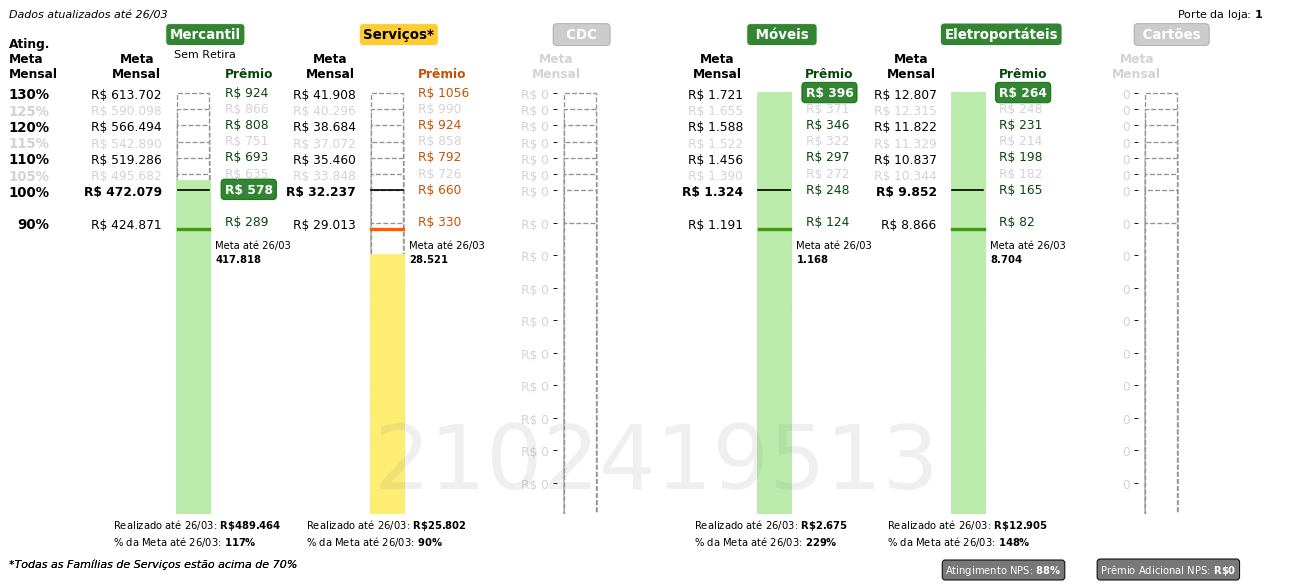 Dados atualizados até 26/03
Porte da loja: 1
Mercantil Serviços* CDC Móveis Eletroportáteis Cartões
Sem Retira
Ating. Meta Mensal
Meta Mensal Prêmio Meta Mensal Prêmio Meta Mensal Meta Mensal Prêmio Meta Mensal Prêmio Meta Mensal
130% R$ 613.702 R$ 924 R$ 41.908 R$ 1056 R$ 0 R$ 1.721 R$ 396 R$ 12.807 R$ 264 0
125% R$ 590.098 R$ 866 R$ 40.296 R$ 990 R$ 0 R$ 1.655 R$ 371 R$ 12.315 R$ 248 0
120% R$ 566.494 R$ 808 R$ 38.684 R$ 924 R$ 0 R$ 1.588 R$ 346 R$ 11.822 R$ 231 0
115% R$ 542.890 R$ 751 R$ 37.072 R$ 858 R$ 0 R$ 1.522 R$ 322 R$ 11.329 R$ 214 0
110% R$ 519.286 R$ 693 R$ 35.460 R$ 792 R$ 0 R$ 1.456 R$ 297 R$ 10.837 R$ 198 0
105% R$ 495.682 R$ 635 R$ 33.848 R$ 726 R$ 0 R$ 1.390 R$ 272 R$ 10.344 R$ 182 0
100% R$ 472.079 R$ 578 R$ 32.237 R$ 660 R$ 0 R$ 1.324 R$ 248 R$ 9.852 R$ 165 0
90% R$ 424.871 R$ 289 R$ 29.013 R$ 330 R$ 0 R$ 1.191 R$ 124 R$ 8.866 R$ 82 0
Meta até 26/03 Meta até 26/03 Meta até 26/03 Meta até 26/03
417.818 28.521 R$ 0 1.168 8.704 0
R$ 0 0
R$ 0 0
R$ 0 0
R$ 0 0
R$ 0 0
R$ 0 0
R$ 0 0
2102419513
Realizado até 26/03: R$489.464 Realizado até 26/03: R$25.802 Realizado até 26/03: R$2.675 Realizado até 26/03: R$12.905
% da Meta até 26/03: 117% % da Meta até 26/03: 90% % da Meta até 26/03: 229% % da Meta até 26/03: 148%
*Todas as Famílias de Serviços estão acima de 70%
Atingimento NPS: 88% Prêmio Adicional NPS: R$0